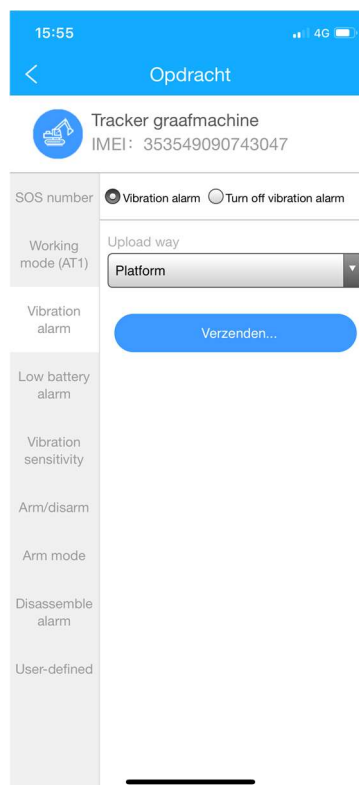 15:55
4G
Opdracht
Tracker graafmachine
IMEI: 353549090743047
SOS number
Vibration alarm
Turn off vibration alarm
Working
mode (AT1)
Upload way
Platform
Vibration
alarm
Verzenden...
Low battery
alarm
Vibration
sensitivity
Arm/disarm
Arm mode
Disassemble
alarm
User-defined